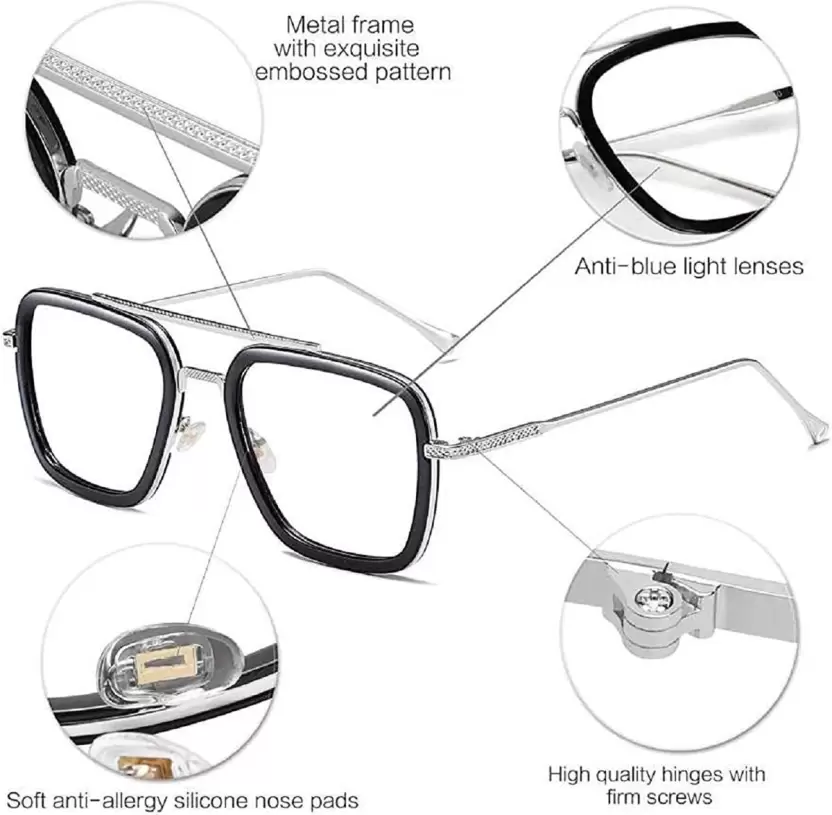 Metal frame
with exquisite
embossed pattern
Anti-blue light lenses
Soft anti-allergy silicone nose pads
High quality hinges with
firm screws